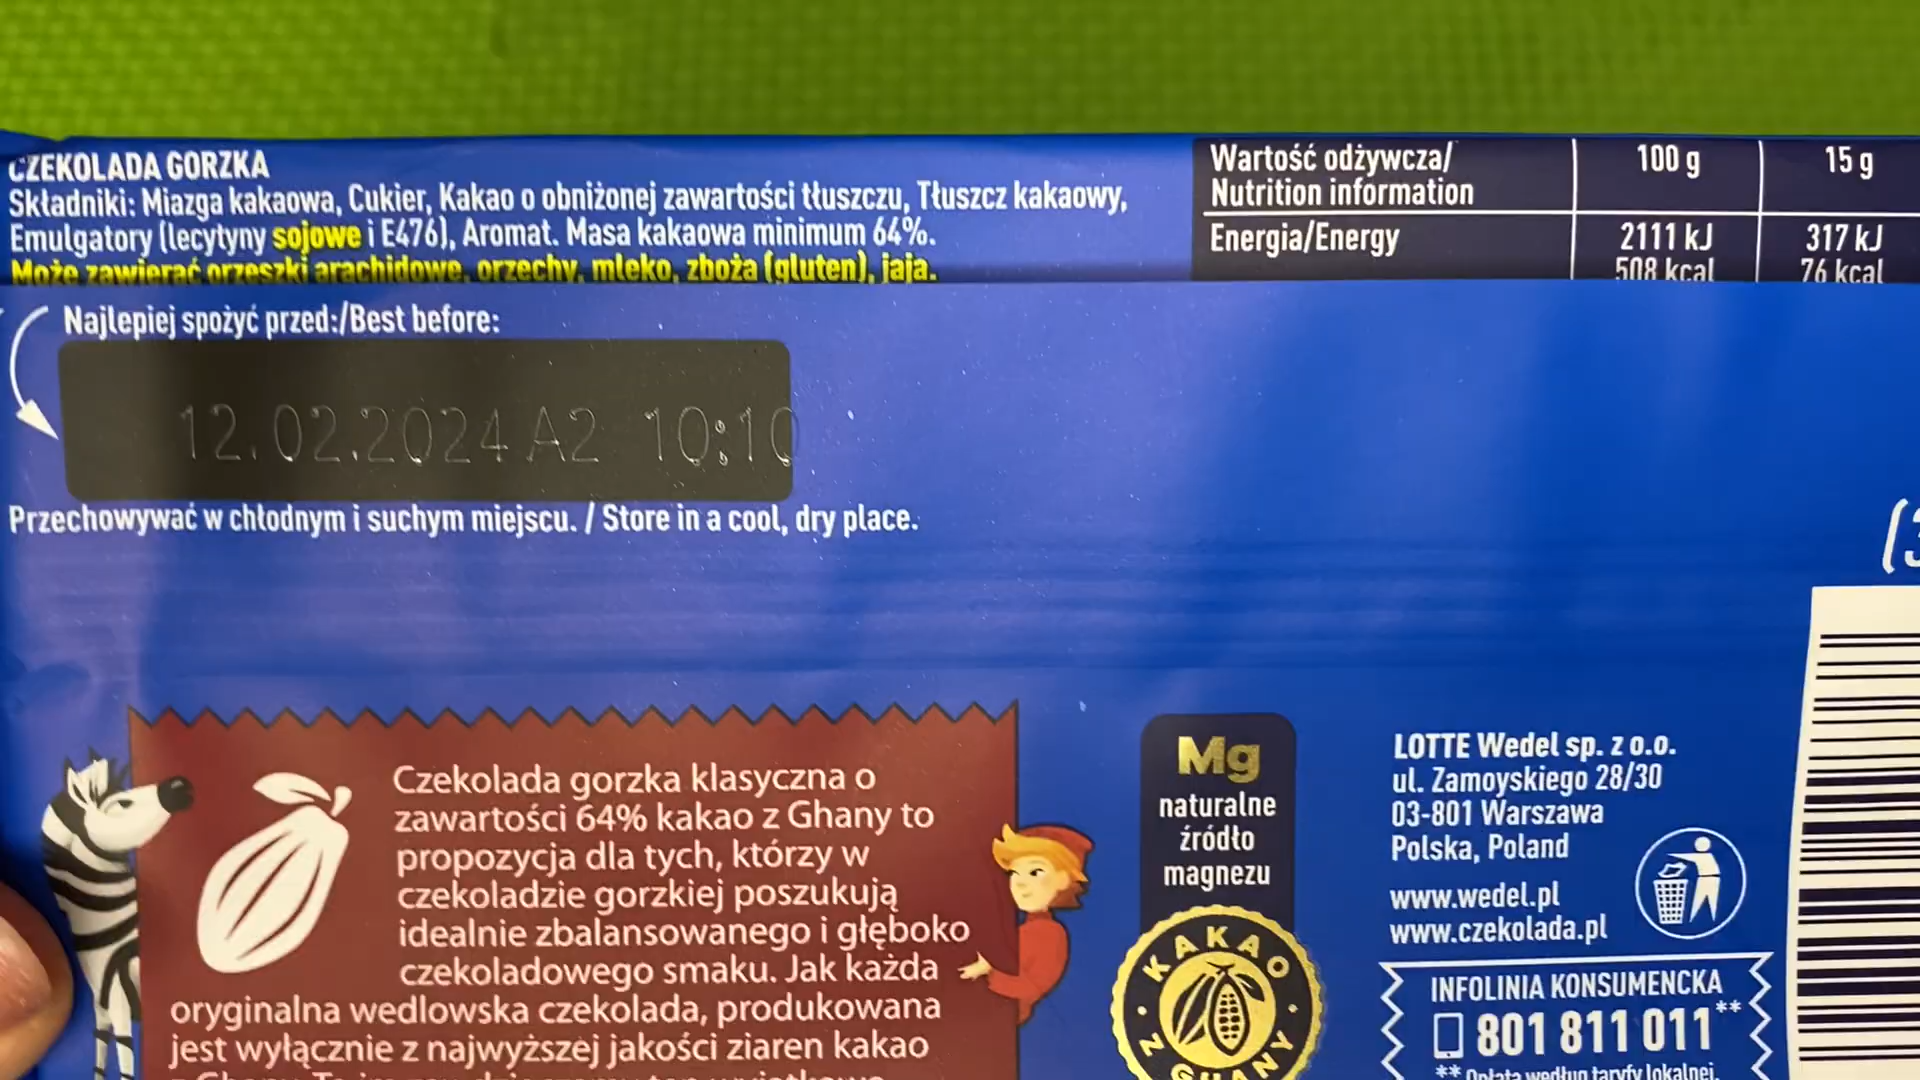 CZEKOLADA GORZKA
Składniki: Miazga kakaowa, Cukier, Kakao o obniżonej zawartości tłuszczu, Tłuszcz kakaowy,
Emulgatory (lecytyny sojowe i E476), Aromat. Masa kakaowa minimum 64%.
Może zawierać orzeszki arachidowe, orzechy, mleko, zboża (gluten), jaja.
Wartość odżywcza/
Nutrition information
100 g
15 g
Energia/Energy
2111 kJ
508 kcal
317 kJ
76 kcal
Najlepiej spożyć przed:/Best before:
12.02.2024 A2 10:10
Przechowywać w chłodnym i suchym miejscu. / Store in a cool, dry place.
Czekolada gorzka klasyczna o
zawartości 64% kakao z Ghany to
propozycja dla tych, którzy w
czekoladzie gorzkiej poszukują
idealnie zbalansowanego i głęboko
czekoladowego smaku. Jak każda
oryginalna wedlowska czekolada, produkowana
jest wyłącznie z najwyższej jakości ziaren kakao
Mg
naturalne
źródło
magnezu
KAKAO
Z GHANY
LOTTE Wedel sp. z o.o.
ul. Zamoyskiego 28/30
03-801 Warszawa
Polska, Poland
www.wedel.pl
www.czekolada.pl
INFOLINIA KONSUMENCKA
801 811 011**
** Opłata według taryfy lokalnej.